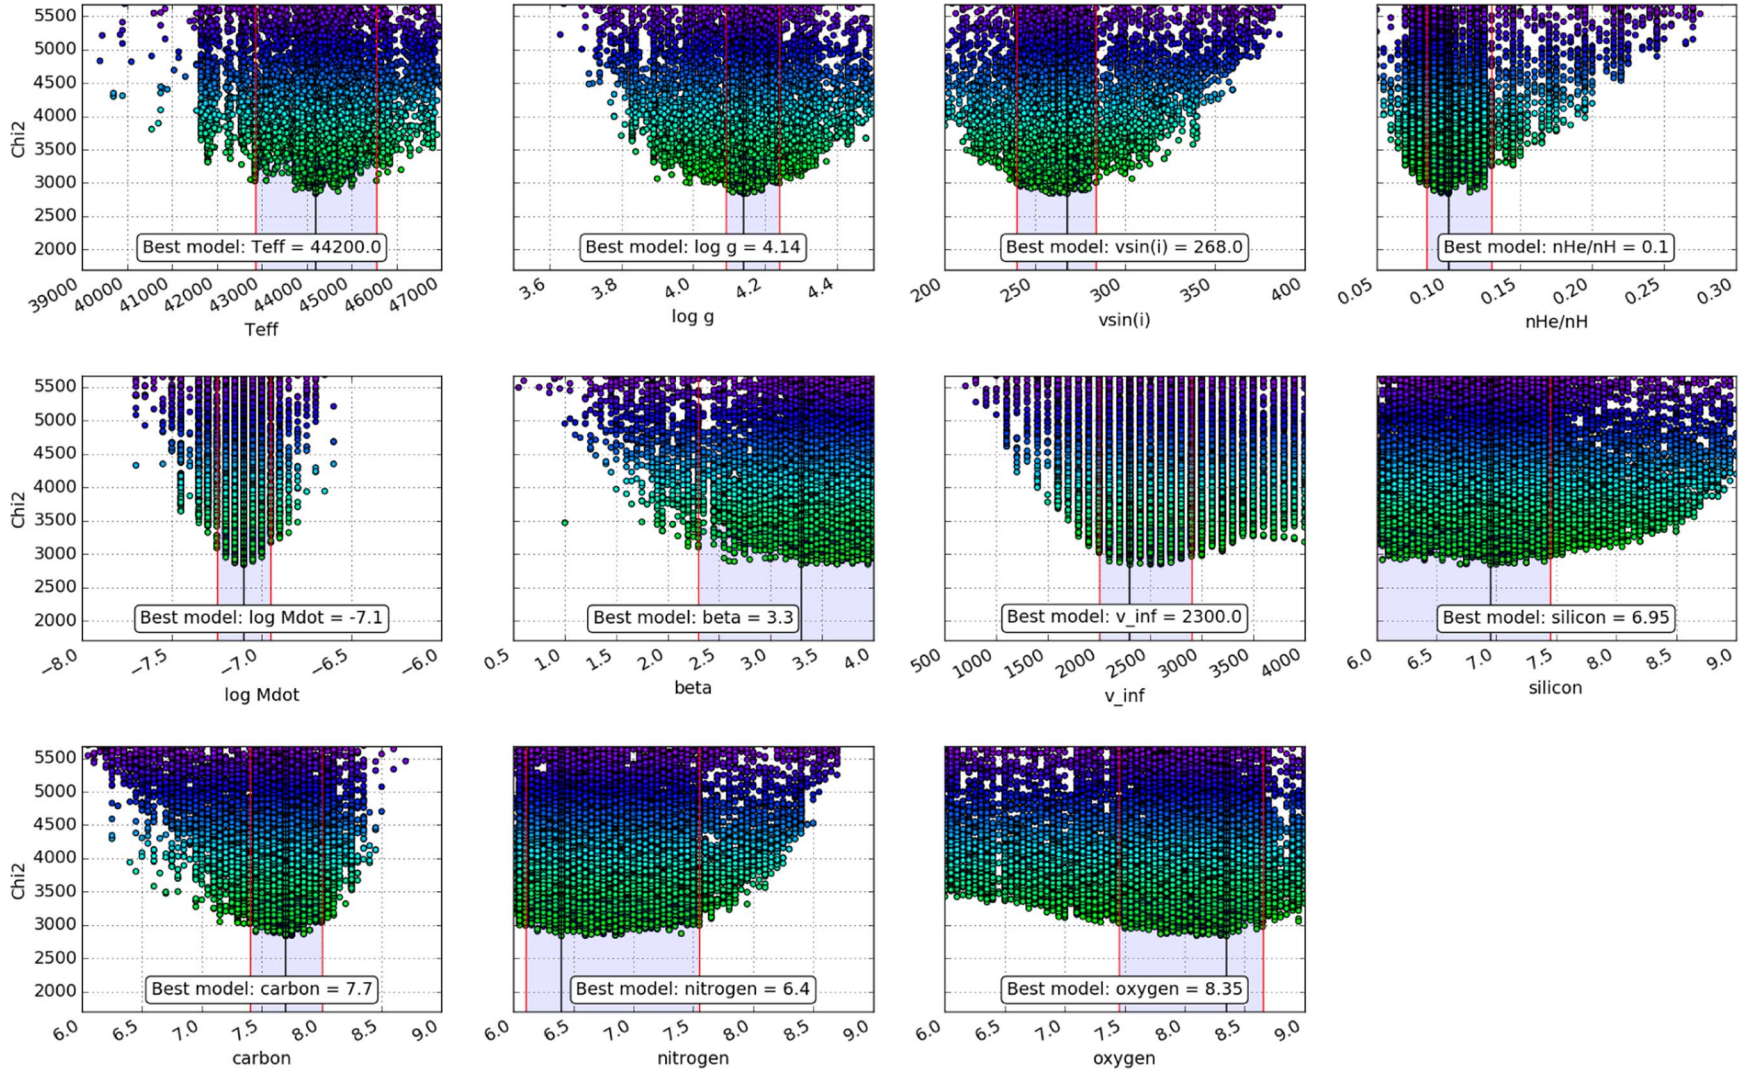 5500
5000
4500
4000
3500
3000
2500
2000
Chi2
Best model: Teff = 44200.0
39000 40000 41000 42000 43000 44000 45000 46000 47000
Teff
Best model: log g = 4.14
3.6 3.8 4.0 4.2 4.4
log g
Best model: vsin(i) = 268.0
200 250 300 350 400
vsin(i)
Best model: nHe/nH = 0.1
0.05 0.10 0.15 0.20 0.25 0.30
nHe/nH
5500
5000
4500
4000
3500
3000
2500
2000
Chi2
Best model: log Mdot = -7.1
−8.0 −7.5 −7.0 −6.5 −6.0
log Mdot
Best model: beta = 3.3
0.5 1.0 1.5 2.0 2.5 3.0 3.5 4.0
beta
Best model: v_inf = 2300.0
500 1000 1500 2000 2500 3000 3500 4000
v_inf
Best model: silicon = 6.95
6.0 6.5 7.0 7.5 8.0 8.5 9.0
silicon
5500
5000
4500
4000
3500
3000
2500
2000
Chi2
Best model: carbon = 7.7
6.0 6.5 7.0 7.5 8.0 8.5 9.0
carbon
Best model: nitrogen = 6.4
6.0 6.5 7.0 7.5 8.0 8.5 9.0
nitrogen
Best model: oxygen = 8.35
6.0 6.5 7.0 7.5 8.0 8.5 9.0
oxygen